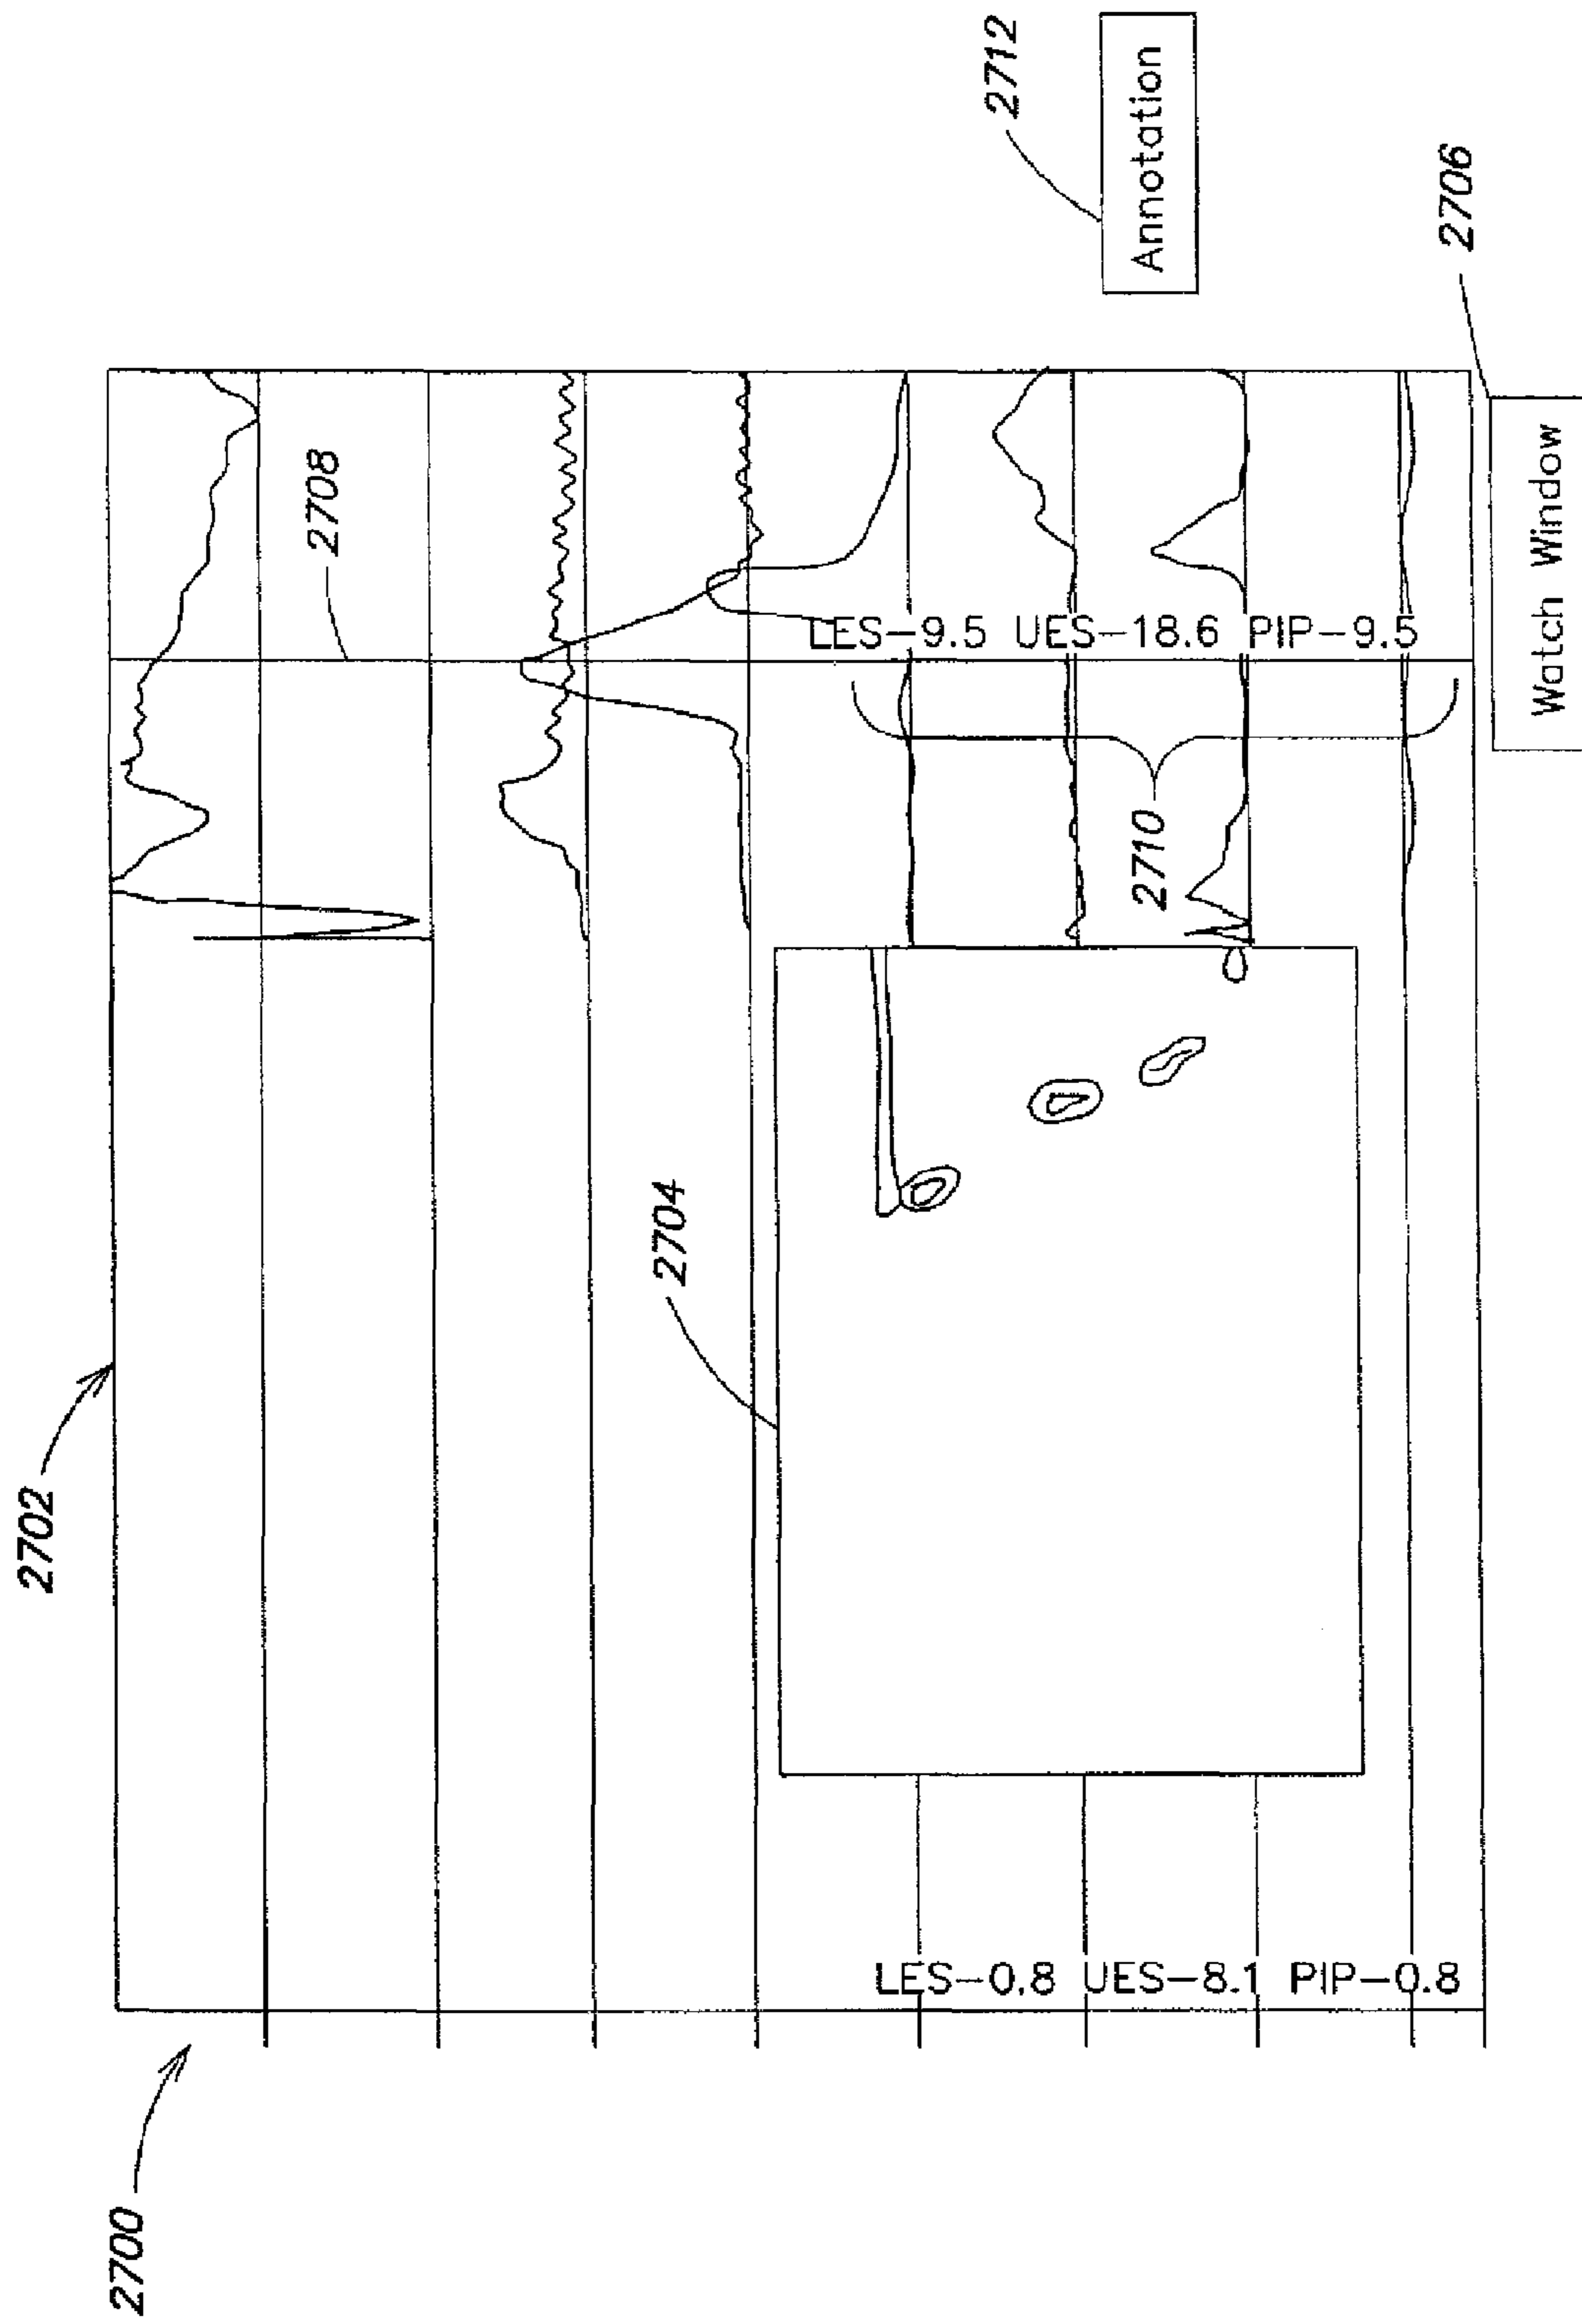 2700
2702
2704
2708
2710
2712
Annotation
2706
Watch Window
LES-9.5 UES-18.6 PIP-9.5
LES-0.8 UES-8.1 PIP-0.8